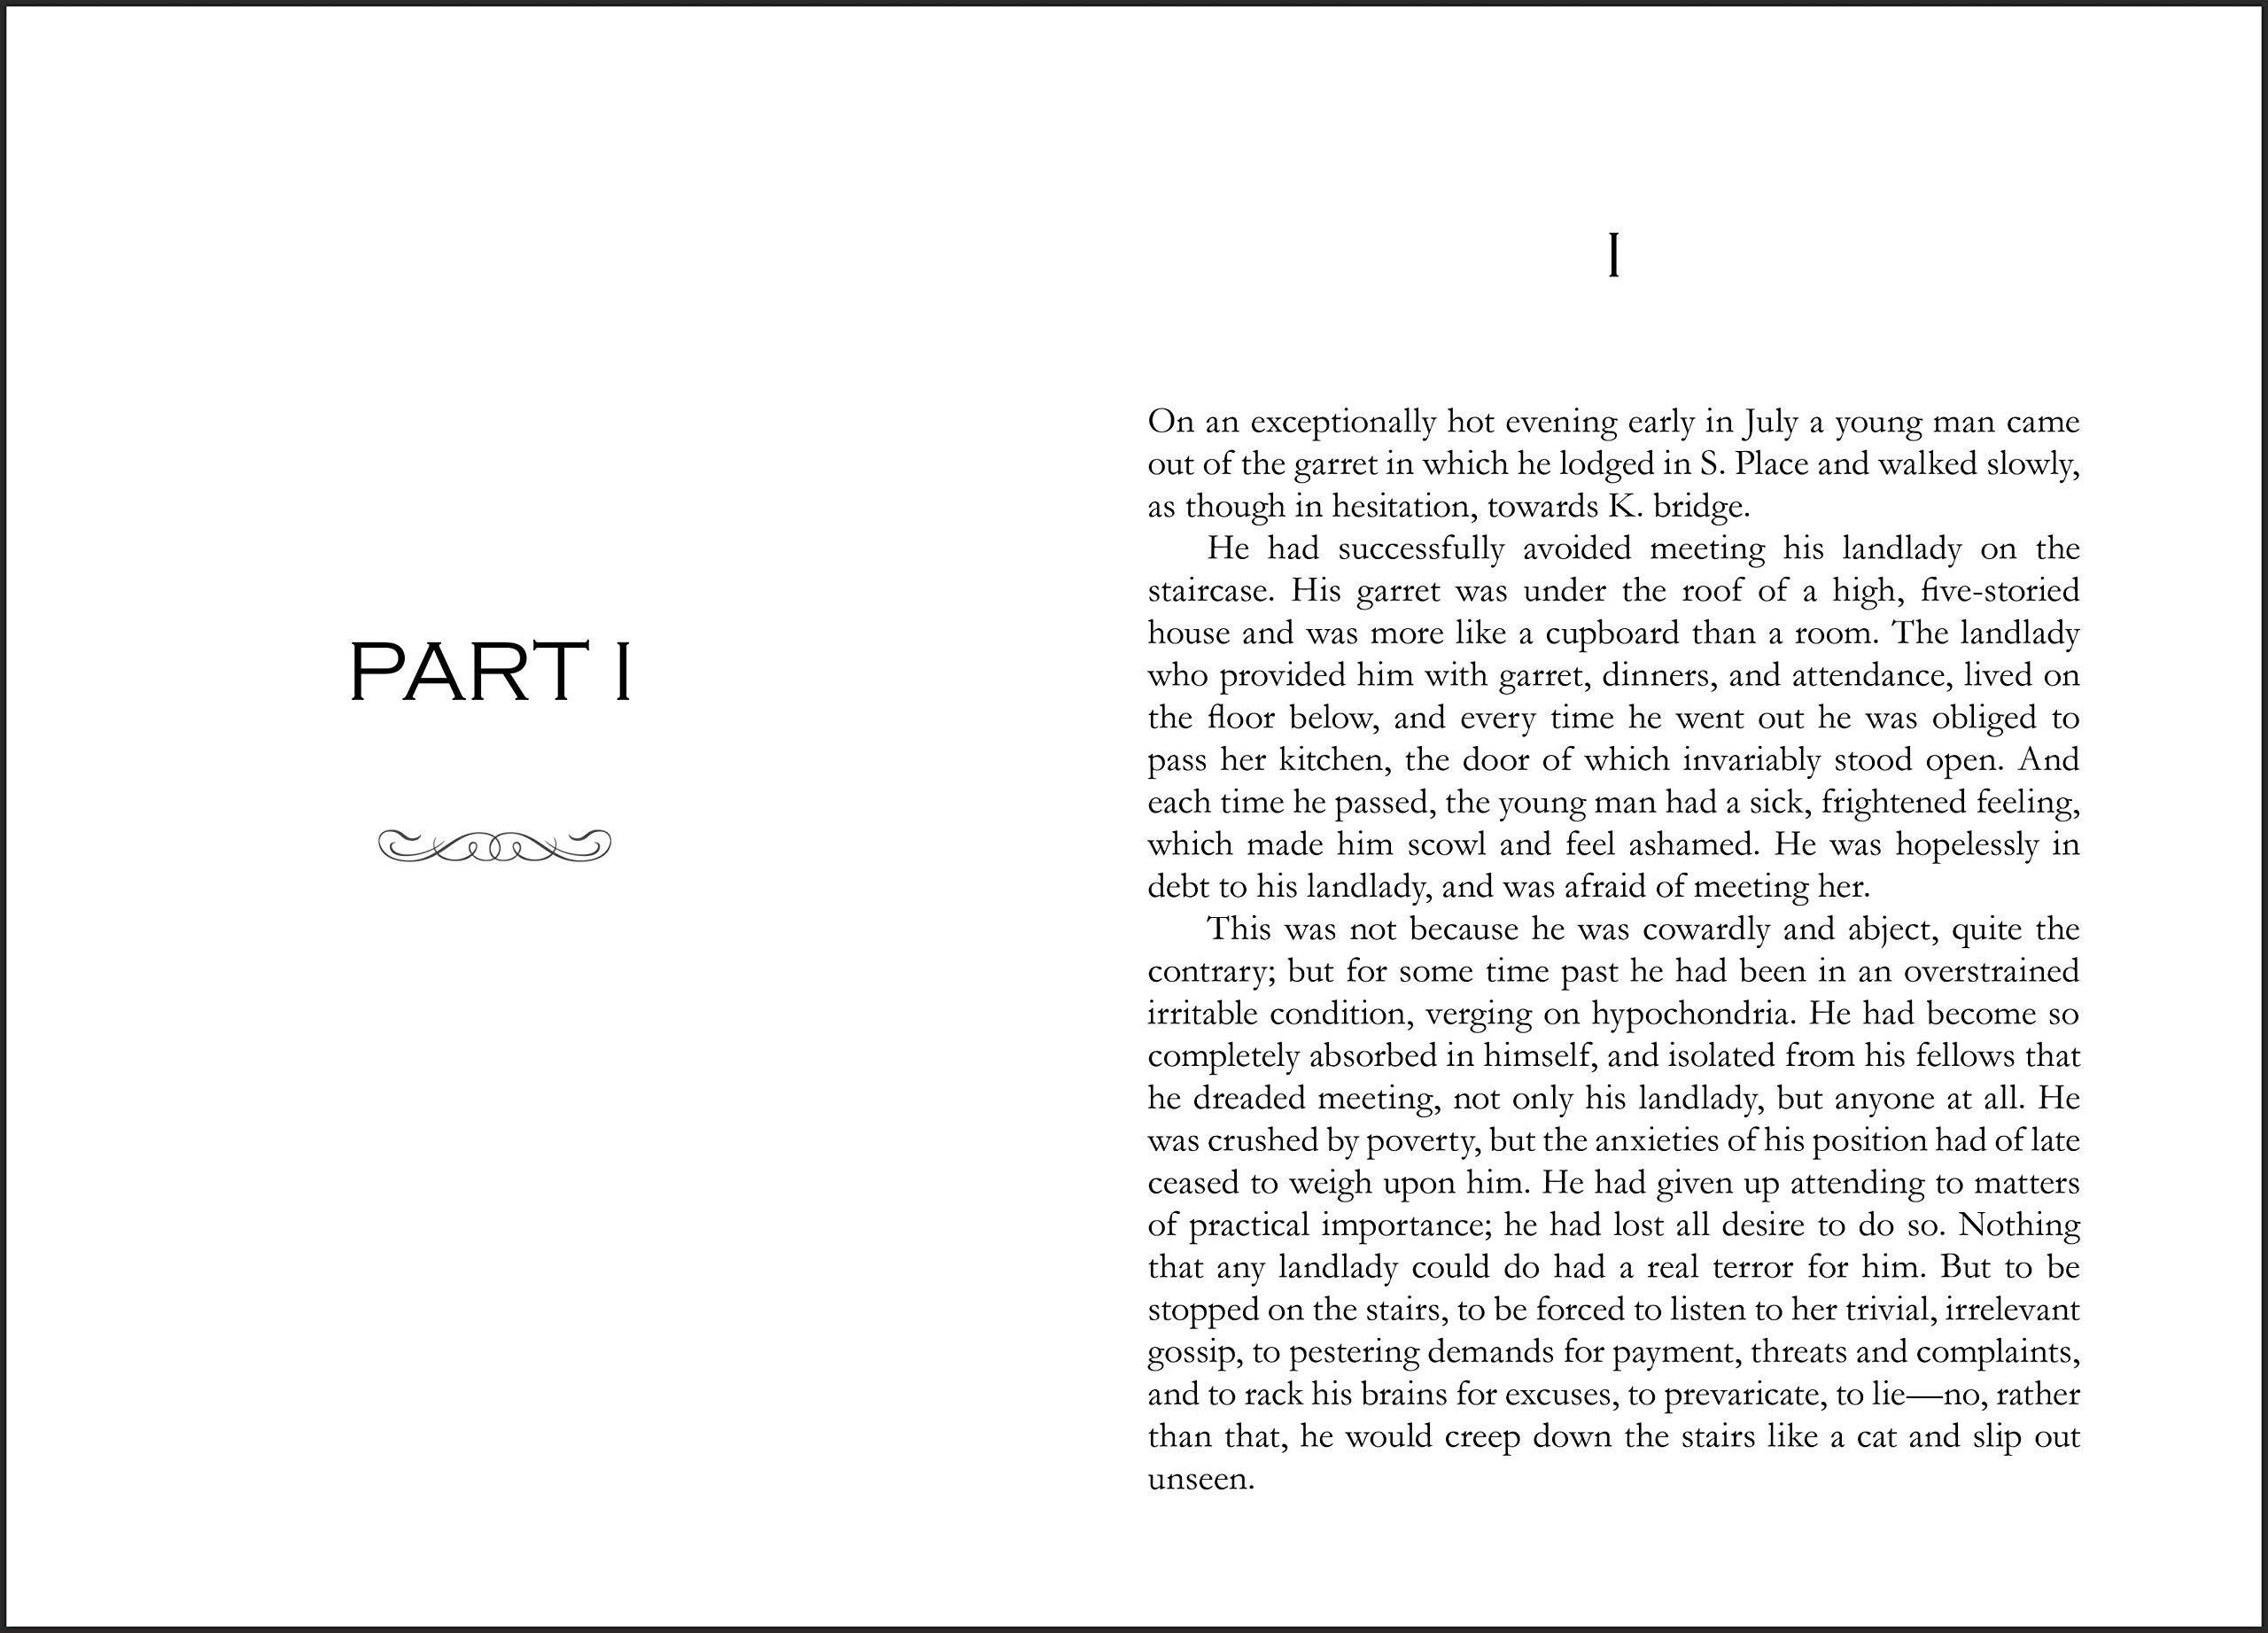 PART I
I
On an exceptionally hot evening early in July a young man came
out of the garret in which he lodged in S. Place and walked slowly,
as though in hesitation, towards K. bridge.
He had successfully avoided meeting his landlady on the
staircase. His garret was under the roof of a high, five-storied
house and was more like a cupboard than a room. The landlady
who provided him with garret, dinners, and attendance, lived on
the floor below, and every time he went out he was obliged to
pass her kitchen, the door of which invariably stood open. And
each time he passed, the young man had a sick, frightened feeling,
which made him scowl and feel ashamed. He was hopelessly in
debt to his landlady, and was afraid of meeting her.
This was not because he was cowardly and abject, quite the
contrary; but for some time past he had been in an overstrained
irritable condition, verging on hypochondria. He had become so
completely absorbed in himself, and isolated from his fellows that
he dreaded meeting, not only his landlady, but anyone at all. He
was crushed by poverty, but the anxieties of his position had of late
ceased to weigh upon him. He had given up attending to matters
of practical importance; he had lost all desire to do so. Nothing
that any landlady could do had a real terror for him. But to be
stopped on the stairs, to be forced to listen to her trivial, irrelevant
gossip, to pestering demands for payment, threats and complaints,
and to rack his brains for excuses, to prevaricate, to lie—no, rather
than that, he would creep down the stairs like a cat and slip out
unseen.